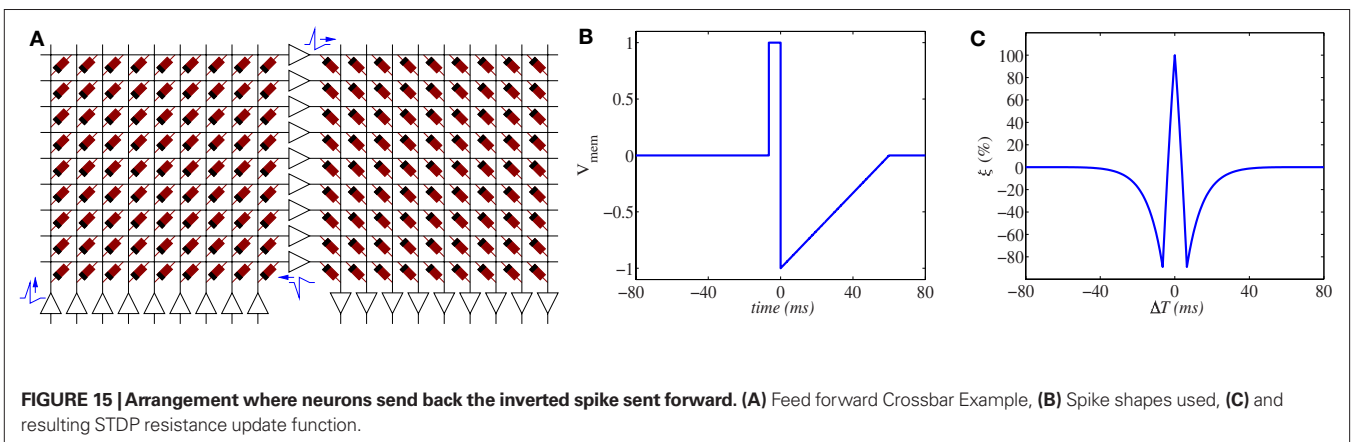 A
B
1
0.5
0
−0.5
−1
V_mem
−80
−40
0
40
80
time (ms)
C
100
80
60
40
20
0
−20
−40
−60
−80
ξ (%)
−80
−40
0
40
80
ΔT (ms)
FIGURE 15 | Arrangement where neurons send back the inverted spike sent forward. (A) Feed forward Crossbar Example, (B) Spike shapes used, (C) and
resulting STDP resistance update function.